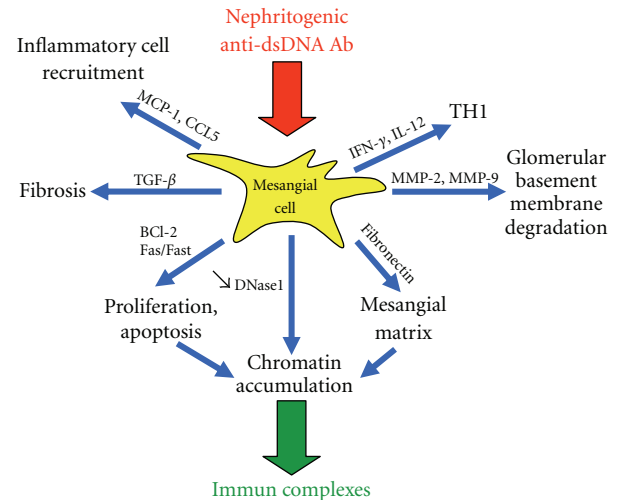 Nephritogenic
anti-dsDNA Ab
Inflammatory cell
recruitment
MCP-1, CCL5
IFN-γ, IL-12
TH1
Fibrosis
TGF-β
Mesangial
cell
MMP-2, MMP-9
Glomerular
basement
membrane
degradation
BCl-2
Fas/Fast
↘ DNase1
Fibronectin
Proliferation,
apoptosis
Mesangial
matrix
Chromatin
accumulation
Immun complexes